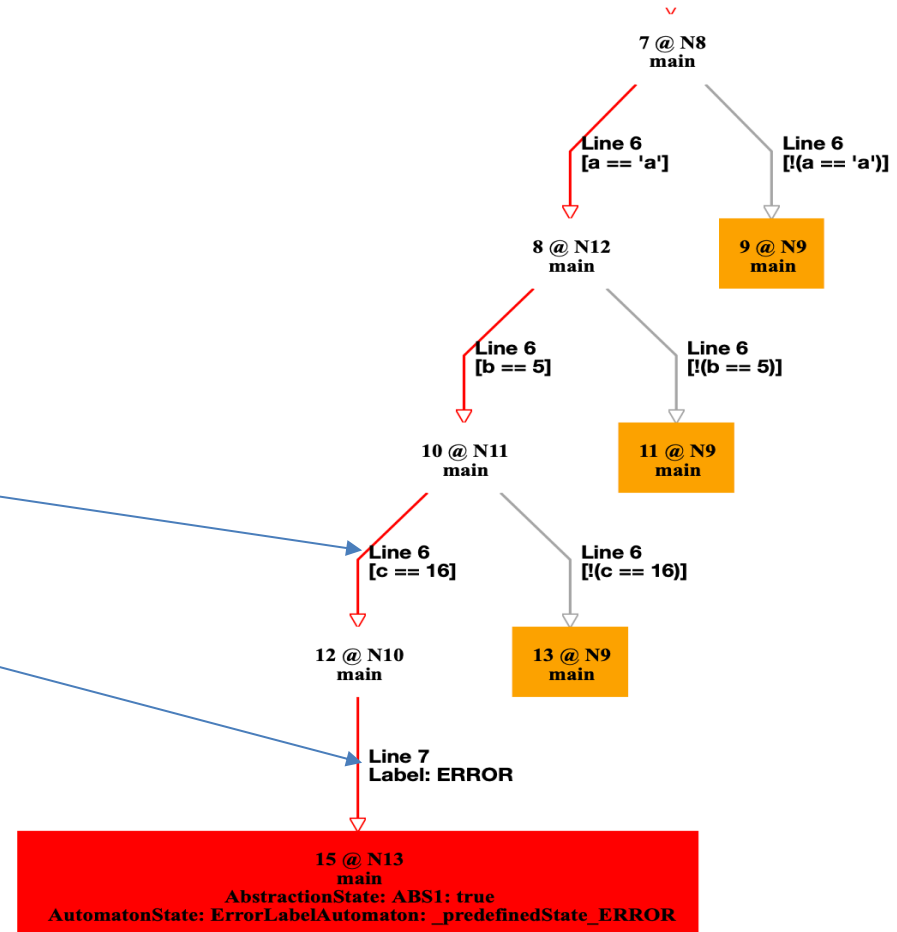 7 @ N8
main
Line 6
[a == 'a']
Line 6
[!(a == 'a')]
8 @ N12
main
9 @ N9
main
Line 6
[b == 5]
Line 6
[!(b == 5)]
10 @ N11
main
11 @ N9
main
Line 6
[c == 16]
Line 6
[!(c == 16)]
12 @ N10
main
13 @ N9
main
Line 7
Label: ERROR
15 @ N13
main
AbstractionState: ABS1: true
AutomatonState: ErrorLabelAutomaton: _predefinedState_ERROR